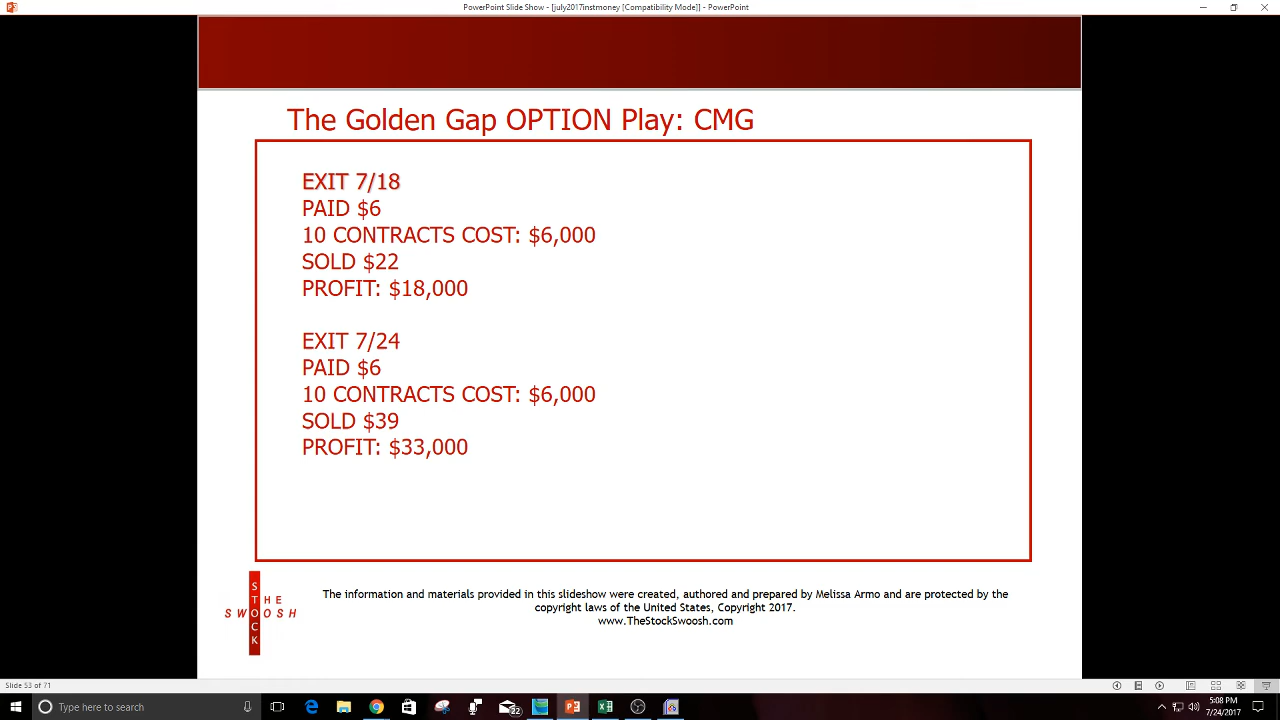 PowerPoint Slide Show - [july2017instmoney [Compatibility Mode]] - PowerPoint
The Golden Gap OPTION Play: CMG
EXIT 7/18
PAID $6
10 CONTRACTS COST: $6,000
SOLD $22
PROFIT: $18,000
EXIT 7/24
PAID $6
10 CONTRACTS COST: $6,000
SOLD $39
PROFIT: $33,000
THE
STOCK
SWOOSH
The information and materials provided in this slideshow were created, authored and prepared by Melissa Armo and are protected by the
copyright laws of the United States, Copyright 2017.
www.TheStockSwoosh.com
Slide 53 of 71
Type here to search
22
5:08 PM
7/24/2017